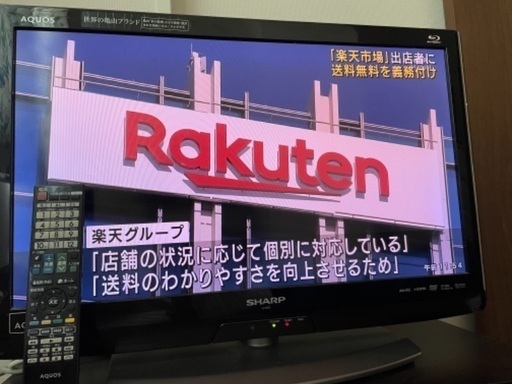 AQUOS
世界の亀山ブランド
「楽天市場」出店者に
送料無料を義務付け
Rakuten
楽天グループ
「店舗の状況に応じて個別に対応している」
「送料のわかりやすさを向上させるため」
SHARP
AQUOS